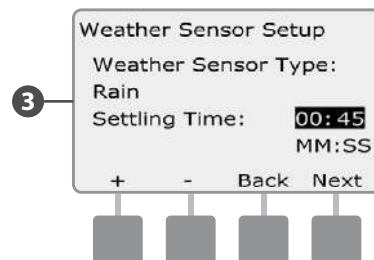 Weather Sensor Setup
Weather Sensor Type:
Rain
3
Settling Time: 00:45
MM:SS
+ - Back Next